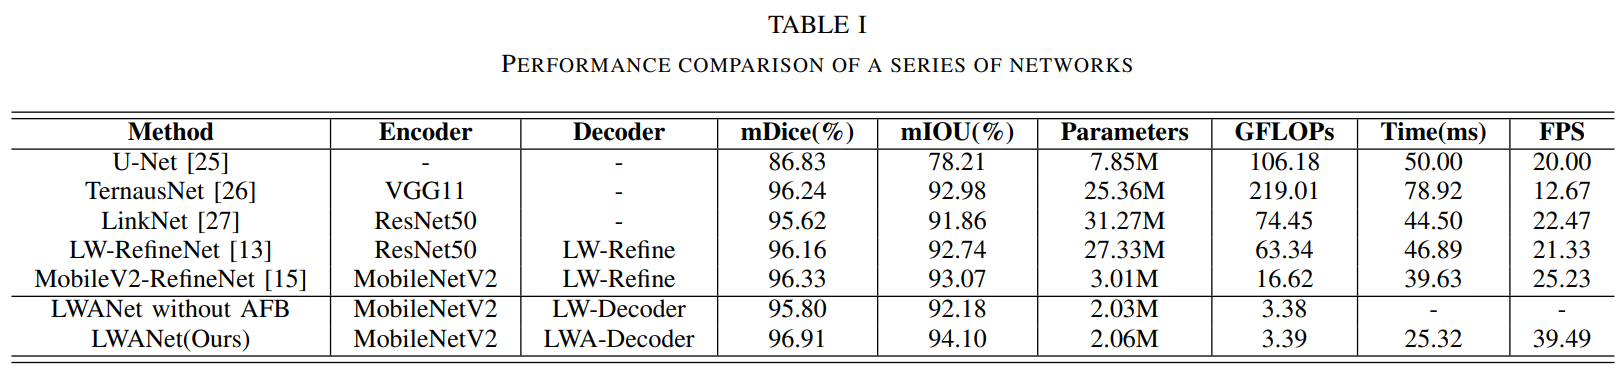 TABLE I
PERFORMANCE COMPARISON OF A SERIES OF NETWORKS
Method Encoder Decoder mDice(%) mIOU(%) Parameters GFLOPs Time(ms) FPS
U-Net [25] - - 86.83 78.21 7.85M 106.18 50.00 20.00
TernausNet [26] VGG11 - 96.24 92.98 25.36M 219.01 78.92 12.67
LinkNet [27] ResNet50 - 95.62 91.86 31.27M 74.45 44.50 22.47
LW-RefineNet [13] ResNet50 LW-Refine 96.16 92.74 27.33M 63.34 46.89 21.33
MobileV2-RefineNet [15] MobileNetV2 LW-Refine 96.33 93.07 3.01M 16.62 39.63 25.23
LWANet without AFB MobileNetV2 LW-Decoder 95.80 92.18 2.03M 3.38 - -
LWANet(Ours) MobileNetV2 LWA-Decoder 96.91 94.10 2.06M 3.39 25.32 39.49